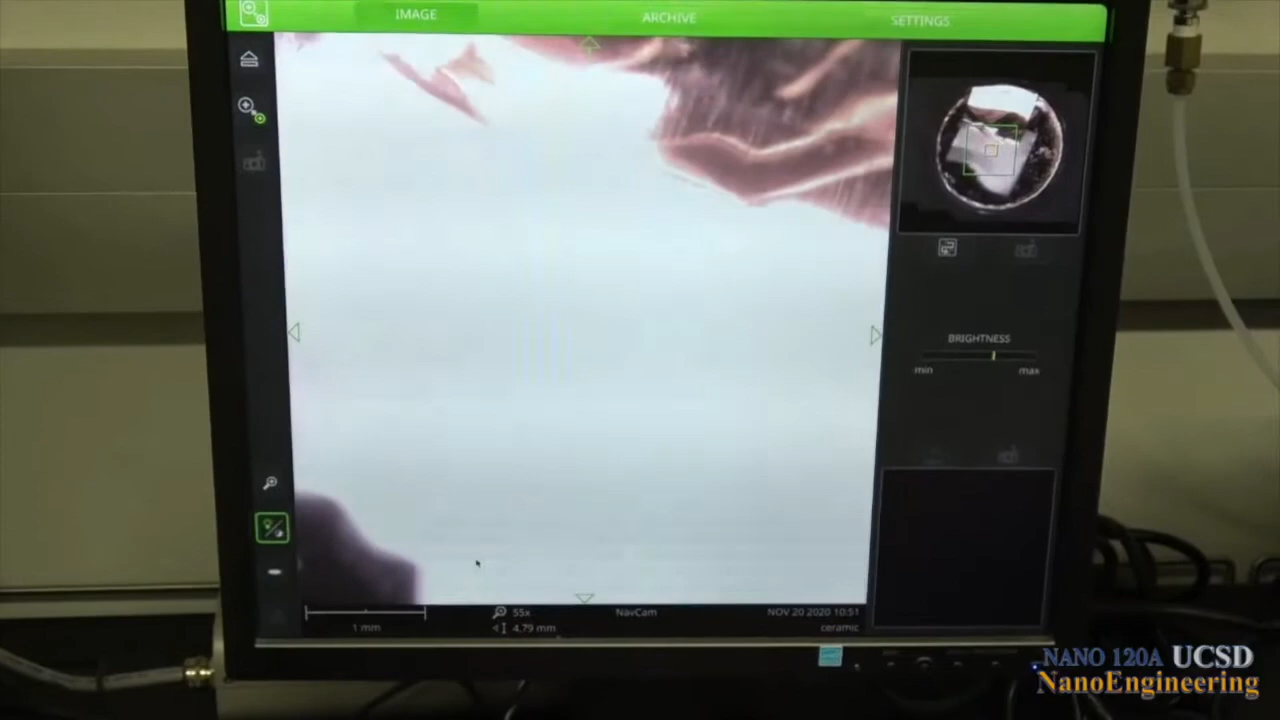 IMAGE
ARCHIVE
SETTINGS
BRIGHTNESS
min
max
1 mm
55x
4.79 mm
NavCam
NOV 20 2020 10:51
ceramic
NANO 120A UCSD
NanoEngineering